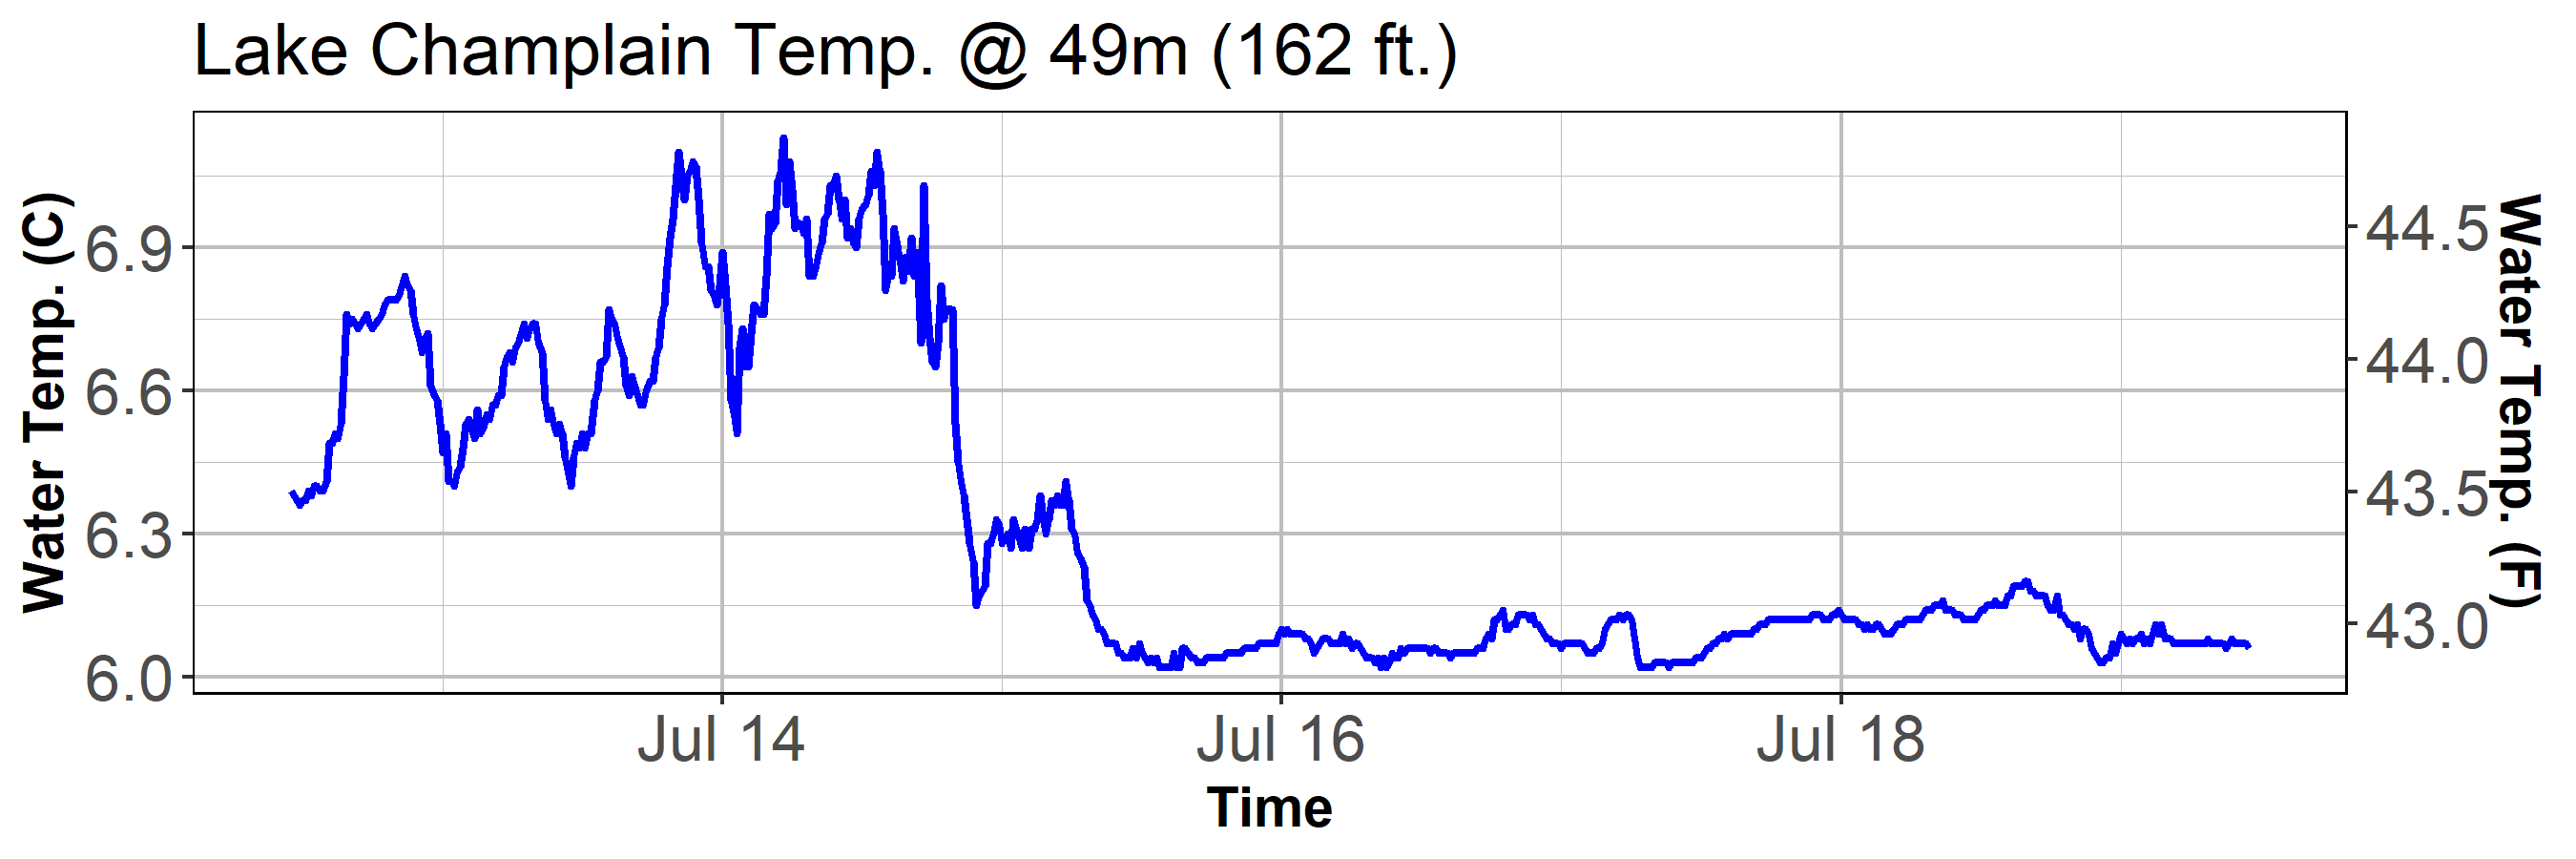 Lake Champlain Temp. @ 49m (162 ft.)
Water Temp. (C)
6.9
6.6
6.3
6.0
44.5
44.0
43.5
43.0
Water Temp. (F)
Jul 14
Jul 16
Jul 18
Time